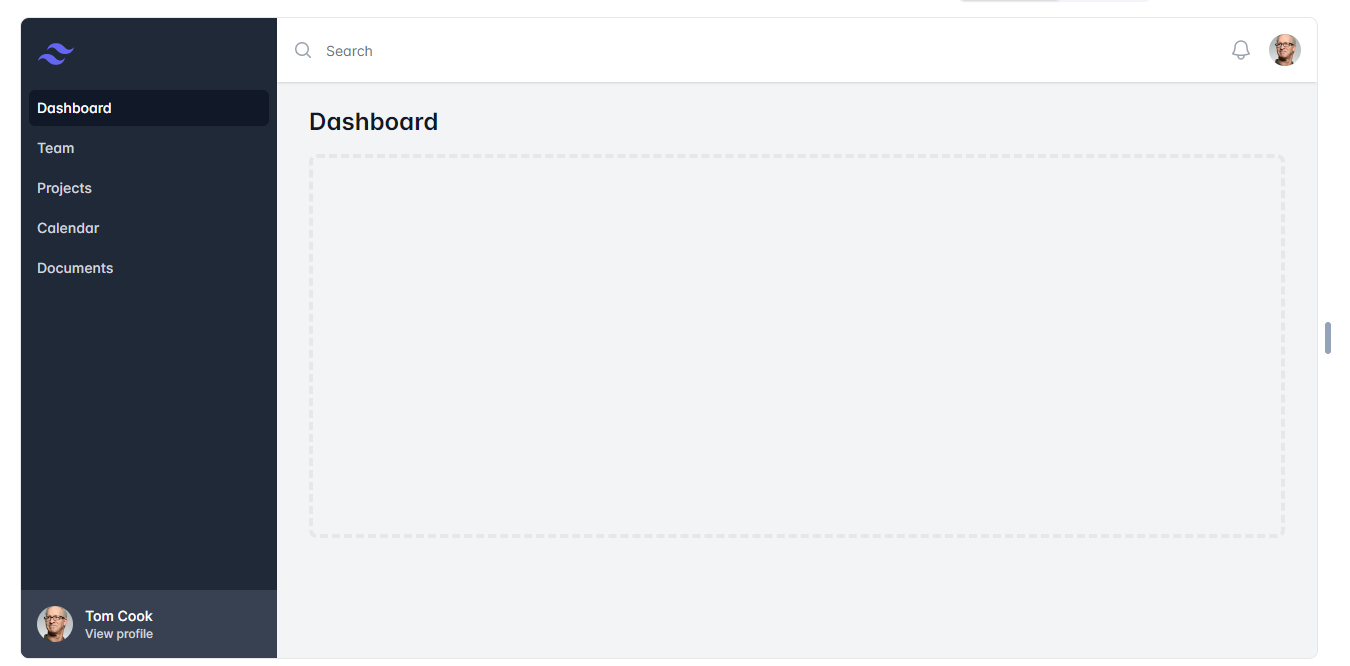 Search
Dashboard
Team
Projects
Calendar
Documents
Tom Cook
View profile
Dashboard